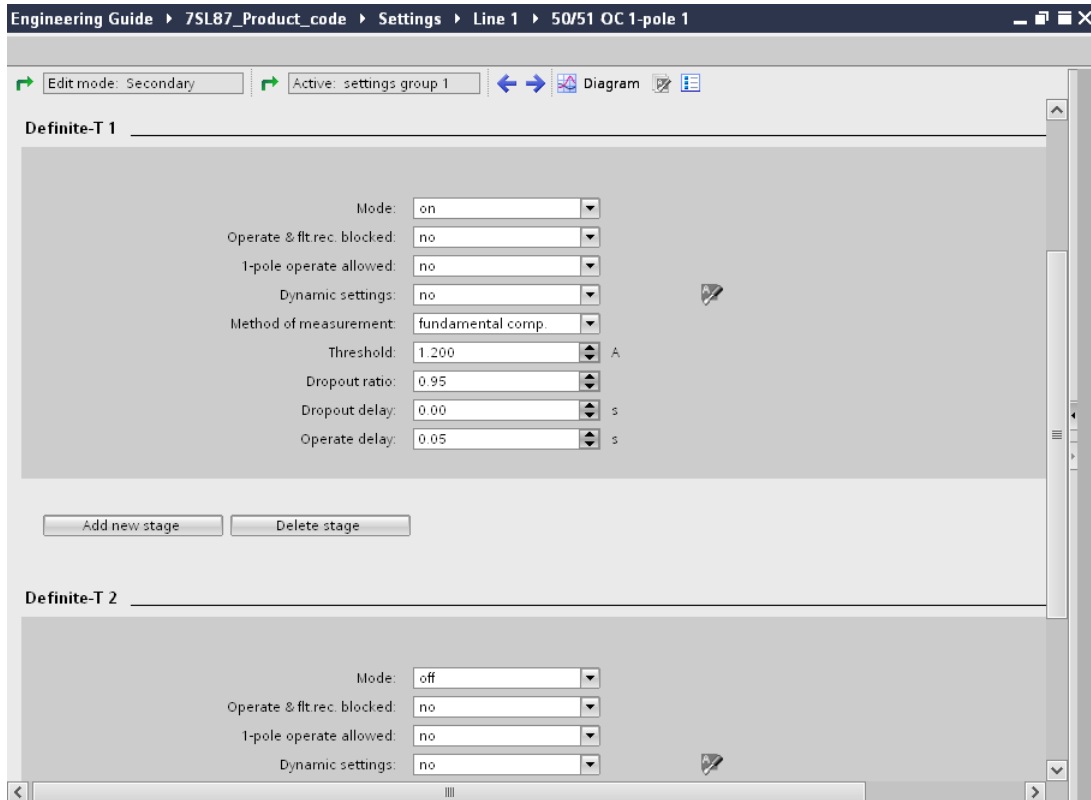 Engineering Guide ▸ 7SL87_Product_code ▸ Settings ▸ Line 1 ▸ 50/51 OC 1-pole 1
Edit mode: Secondary Active: settings group 1 Diagram
Definite-T 1
Mode: on
Operate & flt.rec. blocked: no
1-pole operate allowed: no
Dynamic settings: no
Method of measurement: fundamental comp.
Threshold: 1.200 A
Dropout ratio: 0.95
Dropout delay: 0.00 s
Operate delay: 0.05 s
Add new stage Delete stage
Definite-T 2
Mode: off
Operate & flt.rec. blocked: no
1-pole operate allowed: no
Dynamic settings: no